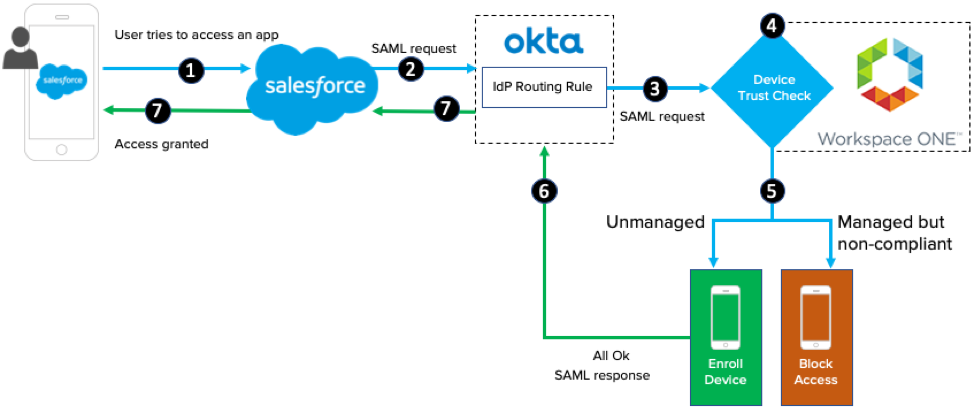 User tries to access an app
SAML request
1
2
salesforce
salesforce
okta
IdP Routing Rule
3
SAML request
4
Device
Trust Check
Workspace ONE™
7
7
Access granted
5
6
Unmanaged
Managed but
non-compliant
All Ok
SAML response
Enroll
Device
Block
Access